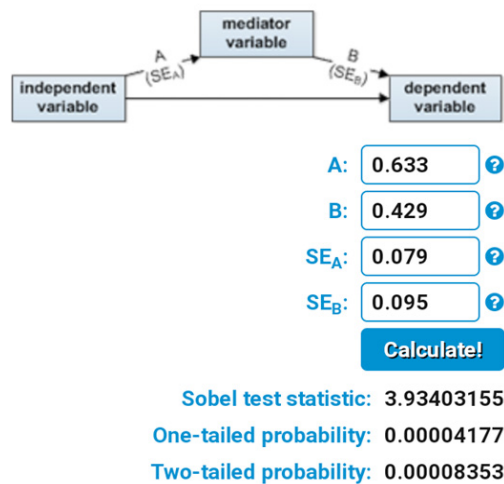 mediator
variable
A
(SEA)
B
(SEB)
independent
variable
dependent
variable
A: 0.633 ?
B: 0.429 ?
SEA: 0.079 ?
SEB: 0.095 ?
Calculate!
Sobel test statistic: 3.93403155
One-tailed probability: 0.00004177
Two-tailed probability: 0.00008353